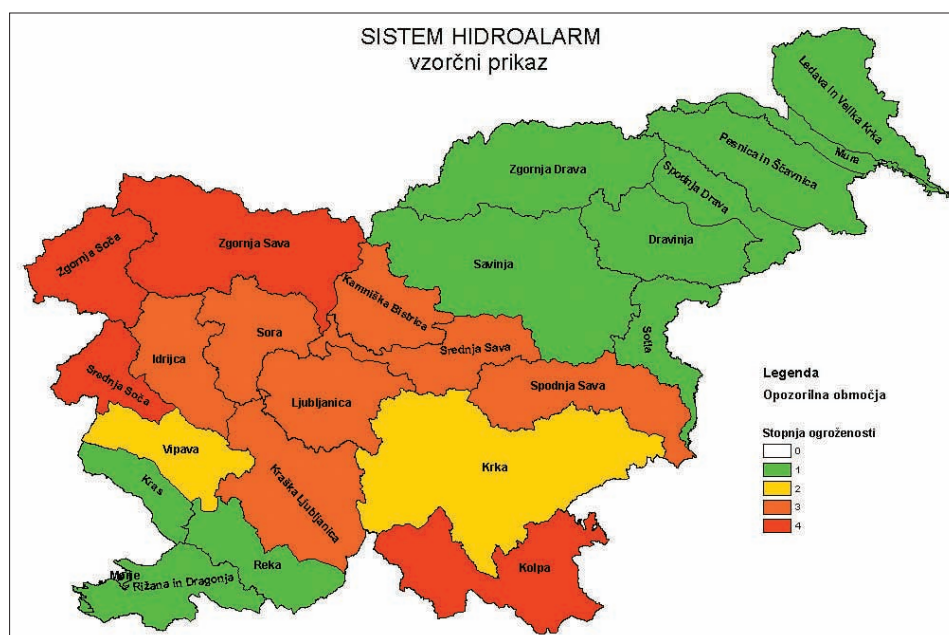 SISTEM HIDROALARM
vzorčni prikaz
Ledava in Velika Krka
Mura
Pesnica in Ščavnica
Spodnja Drava
Zgornja Drava
Dravinja
Savinja
Sotla
Zgornja Sava
Zgornja Soča
Kamniška Bistrica
Sora
Srednja Sava
Idrijca
Srednja Soča
Ljubljanica
Spodnja Sava
Vipava
Krka
Kraška Ljubljanica
Kras
Reka
Kolpa
Morje
Rižana in Dragonja
Legenda
Opozorilna območja
Stopnja ogroženosti
0
1
2
3
4